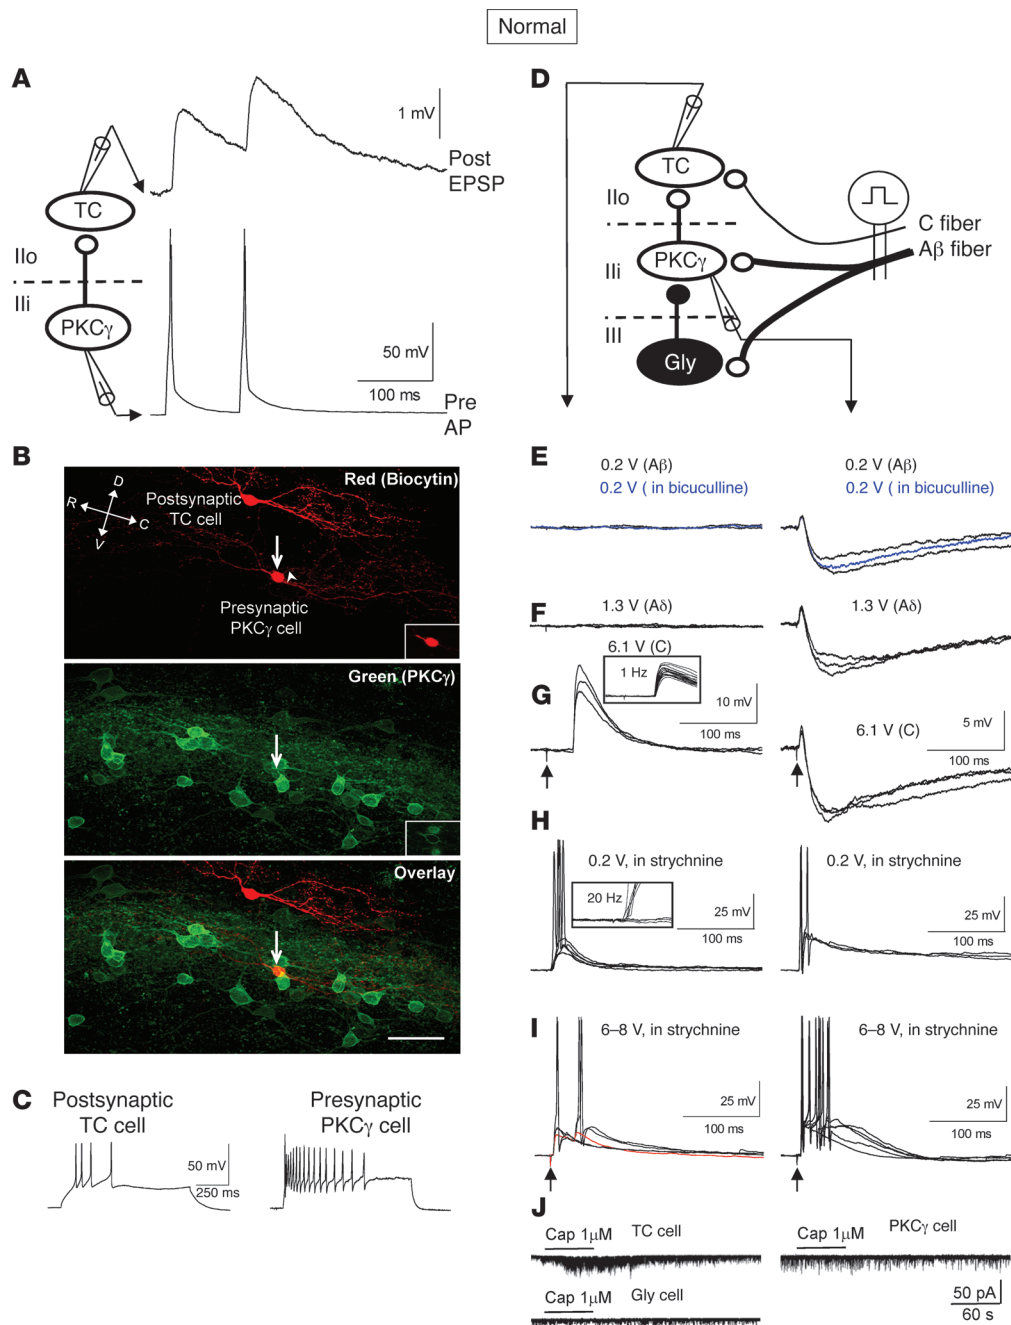 Normal
A
1 mV
Post
EPSP
TC
IIo
IIi
PKCγ
50 mV
100 ms
Pre
AP
B
Red (Biocytin)
D
R
C
V
Postsynaptic
TC cell
Presynaptic
PKCγ cell
Green (PKCγ)
Overlay
C
Postsynaptic
TC cell
50 mV
250 ms
Presynaptic
PKCγ cell
D
TC
IIo
C fiber
Aβ fiber
PKCγ
IIi
III
Gly
E
0.2 V (Aβ)
0.2 V ( in bicuculline)
0.2 V (Aβ)
0.2 V ( in bicuculline)
F
1.3 V (Aδ)
1.3 V (Aδ)
G
6.1 V (C)
1 Hz
10 mV
100 ms
6.1 V (C)
5 mV
100 ms
H
0.2 V, in strychnine
20 Hz
25 mV
100 ms
0.2 V, in strychnine
25 mV
100 ms
I
6–8 V, in strychnine
25 mV
100 ms
6–8 V, in strychnine
25 mV
100 ms
J
Cap 1μM
TC cell
Cap 1μM
PKCγ cell
Cap 1μM
Gly cell
50 pA
60 s